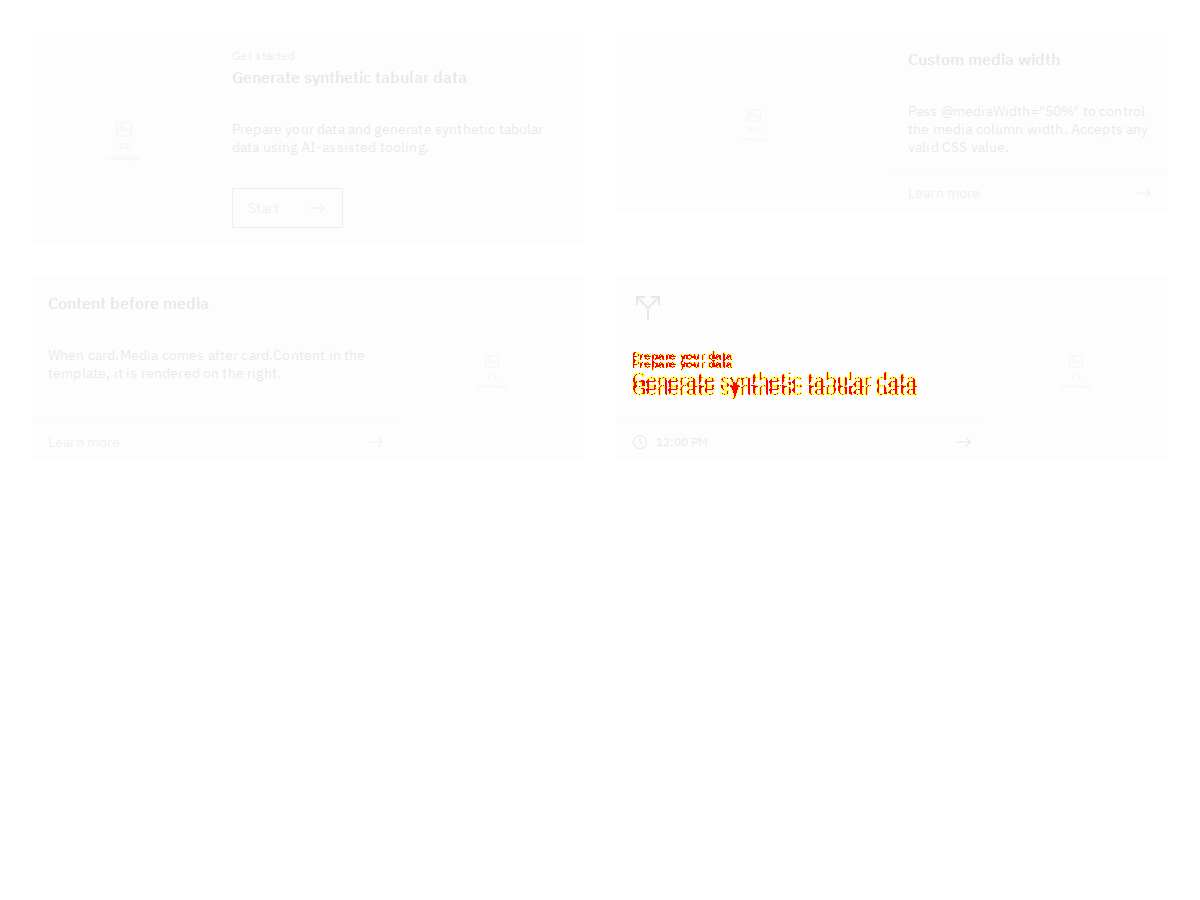 Get started
Generate synthetic tabular data
Prepare your data and generate synthetic tabular
data using AI-assisted tooling.
Start
Custom media width
Pass @mediaWidth="50%" to control
the media column width. Accepts any
valid CSS value.
Learn more
Content before media
When card.Media comes after card.Content in the
template, it is rendered on the right.
Learn more
Prepare your data
Prepare your data
Generate synthetic tabular data
Generate synthetic tabular data
12:00 PM